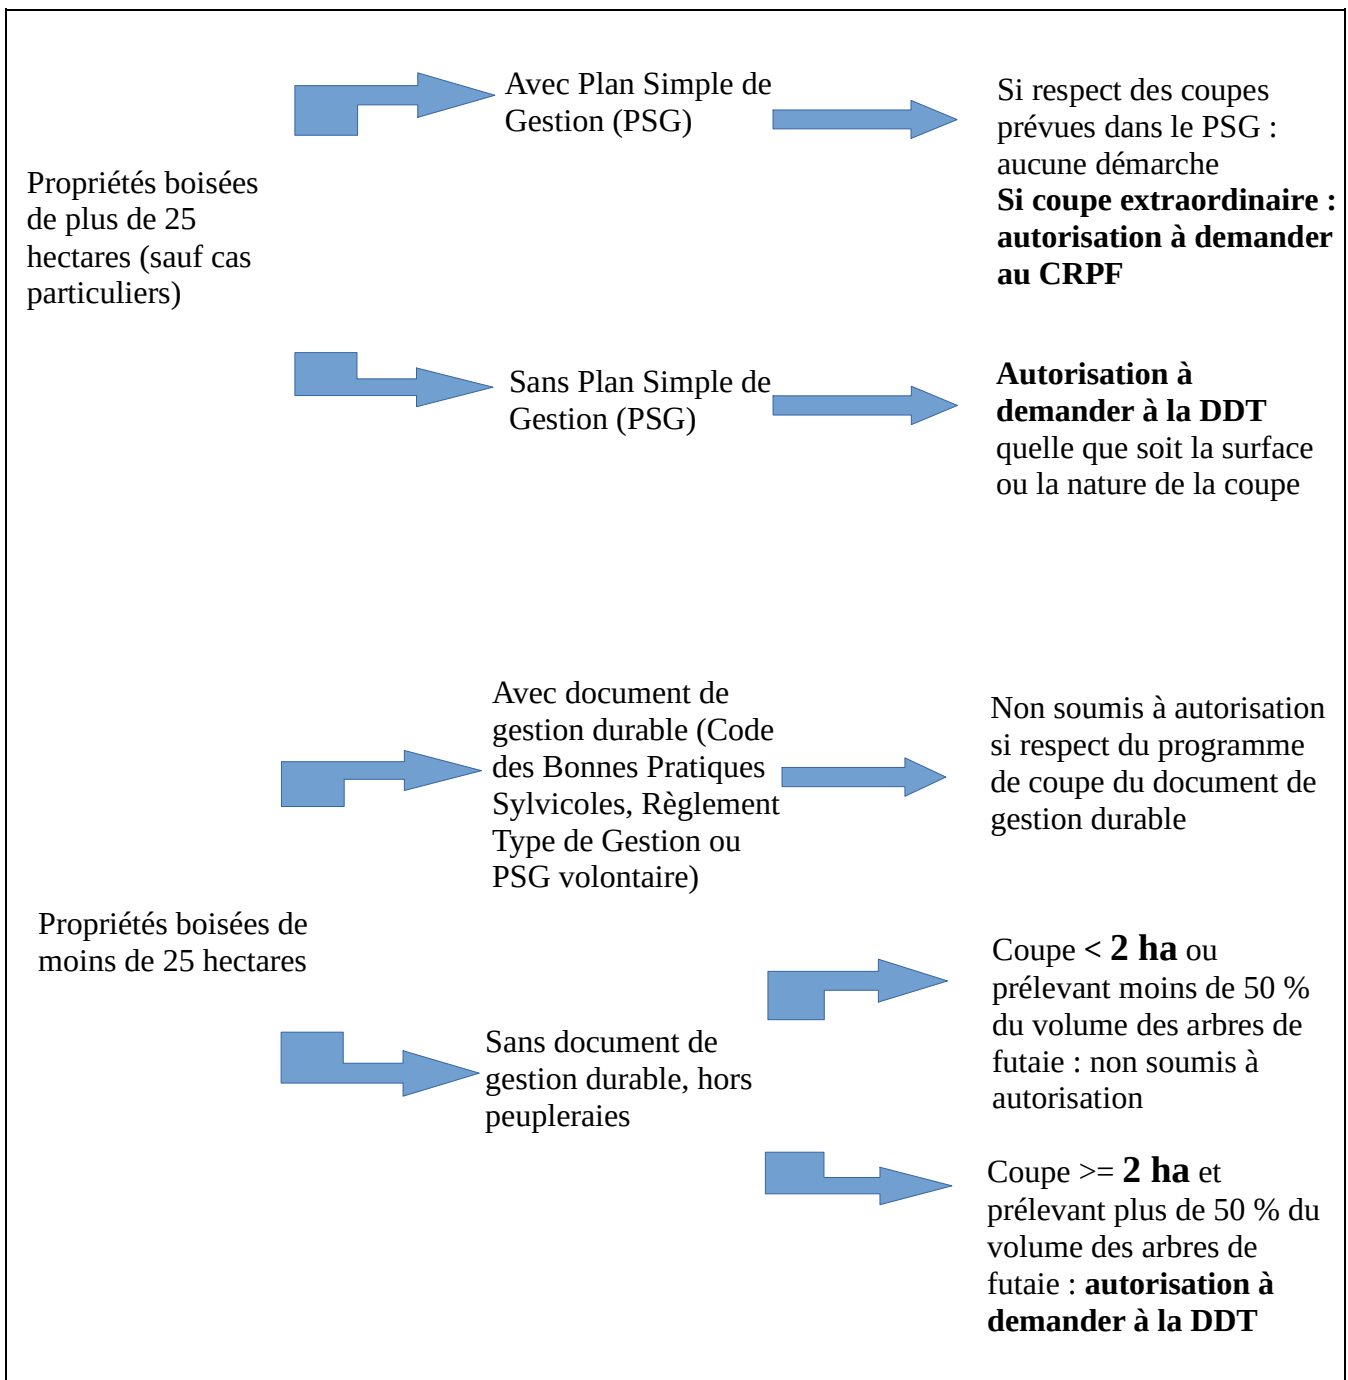 Avec Plan Simple de
Gestion (PSG)
Si respect des coupes
prévues dans le PSG :
aucune démarche
Si coupe extraordinaire :
autorisation à demander
au CRPF
Propriétés boisées
de plus de 25
hectares (sauf cas
particuliers)
Sans Plan Simple de
Gestion (PSG)
Autorisation à
demander à la DDT
quelle que soit la surface
ou la nature de la coupe
Avec document de
gestion durable (Code
des Bonnes Pratiques
Sylvicoles, Règlement
Type de Gestion ou
PSG volontaire)
Non soumis à autorisation
si respect du programme
de coupe du document de
gestion durable
Propriétés boisées de
moins de 25 hectares
Sans document de
gestion durable, hors
peupleraies
Coupe < 2 ha ou
prélevant moins de 50 %
du volume des arbres de
futaie : non soumis à
autorisation
Coupe >= 2 ha et
prélevant plus de 50 % du
volume des arbres de
futaie : autorisation à
demander à la DDT